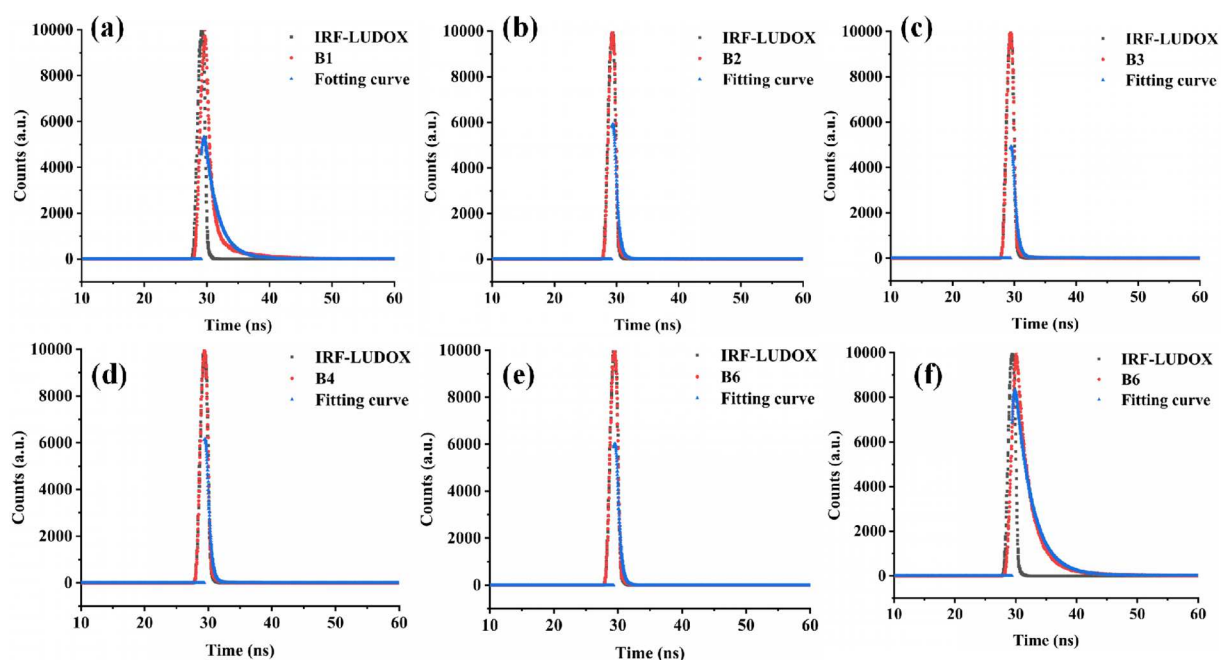 (a)
10000
8000
6000
4000
2000
0
Counts (a.u.)
IRF-LUDOX
B1
Fotting curve
10 20 30 40 50 60
Time (ns)
(b)
10000
8000
6000
4000
2000
0
Counts (a.u.)
IRF-LUDOX
B2
Fitting curve
10 20 30 40 50 60
Time (ns)
(c)
10000
8000
6000
4000
2000
0
Counts (a.u.)
IRF-LUDOX
B3
Fitting curve
10 20 30 40 50 60
Time (ns)
(d)
10000
8000
6000
4000
2000
0
Counts (a.u.)
IRF-LUDOX
B4
Fitting curve
10 20 30 40 50 60
Time (ns)
(e)
10000
8000
6000
4000
2000
0
Counts (a.u.)
IRF-LUDOX
B6
Fitting curve
10 20 30 40 50 60
Time (ns)
(f)
10000
8000
6000
4000
2000
0
Counts (a.u.)
IRF-LUDOX
B6
Fitting curve
10 20 30 40 50 60
Time (ns)